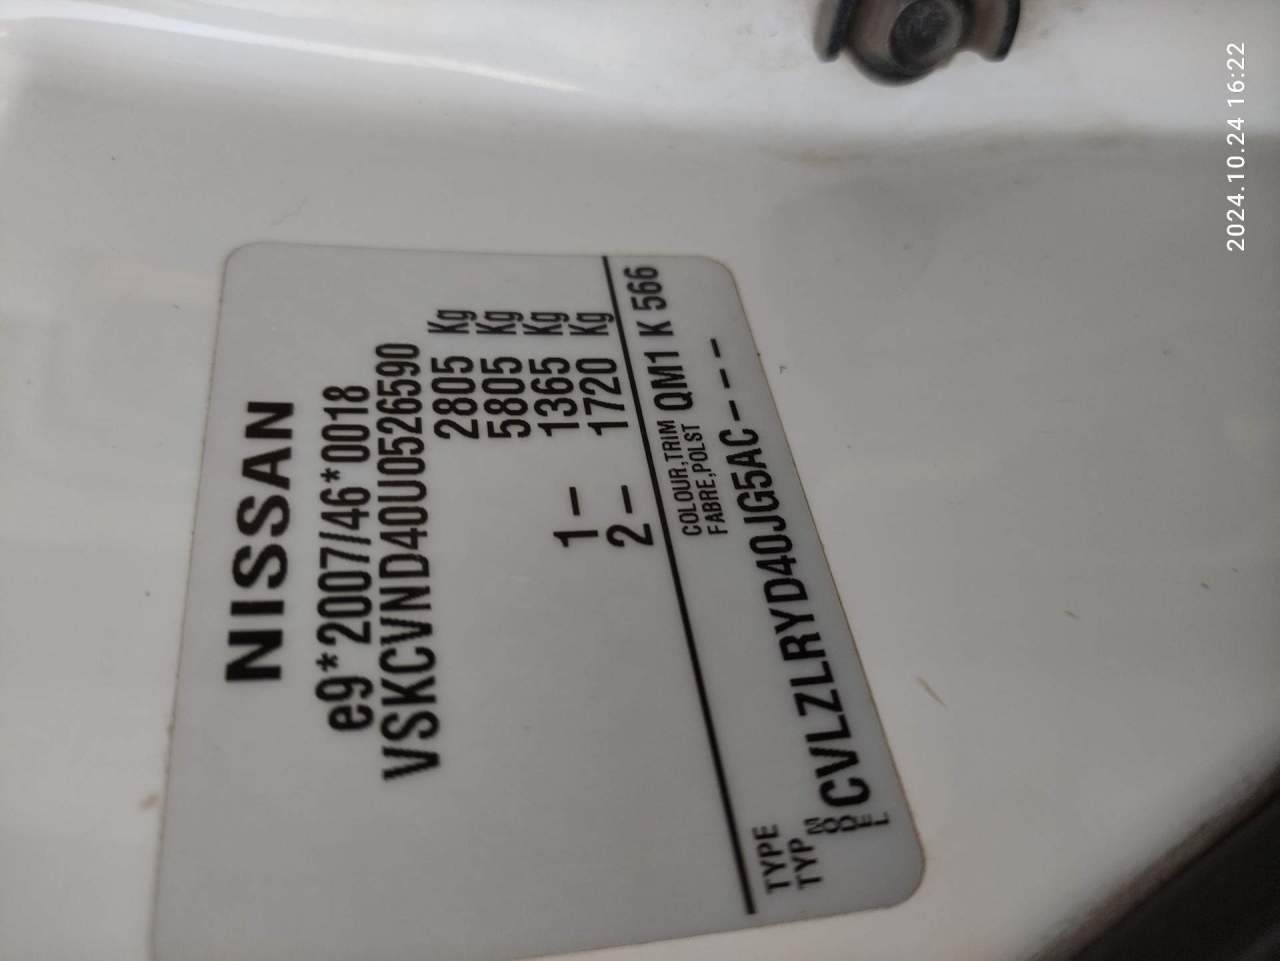 NISSAN
e9*2007/46*0018
VSKCVND40U0526590
2805 Kg
5805 Kg
1- 1365 Kg
2- 1720 Kg
COLOUR,TRIM
FABRE,POLST QM1 K 566
TYPE
TYP
MODEL CVLZLRYD40JG5AC---
2024.10.24 16:22